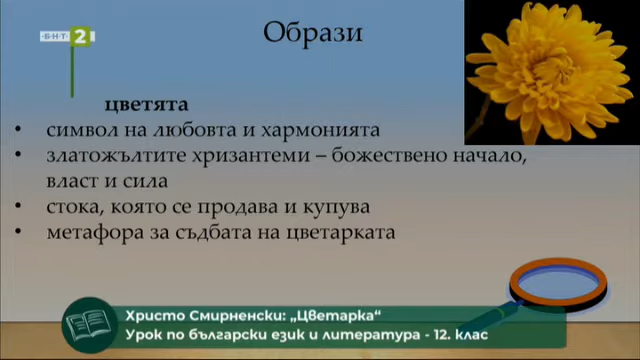 Образи
БНТ 2
цветята
• символ на любовта и хармонията
• златожълтите хризантеми – божествено начало,
власт и сила
• стока, която се продава и купува
• метафора за съдбата на цветарката
Христо Смирненски: „Цветарка“
Урок по български език и литература - 12. клас